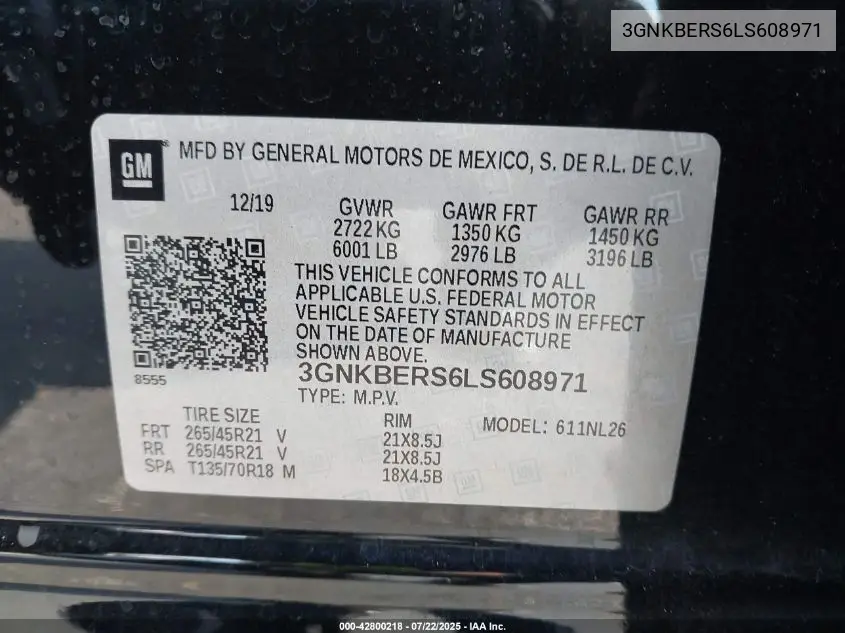 3GNKBERS6LS608971
GM ® MFD BY GENERAL MOTORS DE MEXICO, S. DE R.L. DE C.V.
12/19 GVWR GAWR FRT GAWR RR
2722 KG 1350 KG 1450 KG
6001 LB 2976 LB 3196 LB
THIS VEHICLE CONFORMS TO ALL
APPLICABLE U.S. FEDERAL MOTOR
VEHICLE SAFETY STANDARDS IN EFFECT
ON THE DATE OF MANUFACTURE
SHOWN ABOVE.
8555
3GNKBERS6LS608971
TYPE: M.P.V.
TIRE SIZE RIM MODEL: 611NL26
FRT 265/45R21 V 21X8.5J
RR 265/45R21 V 21X8.5J
SPA T135/70R18 M 18X4.5B
000-42800218 - 07/22/2025 - IAA Inc.